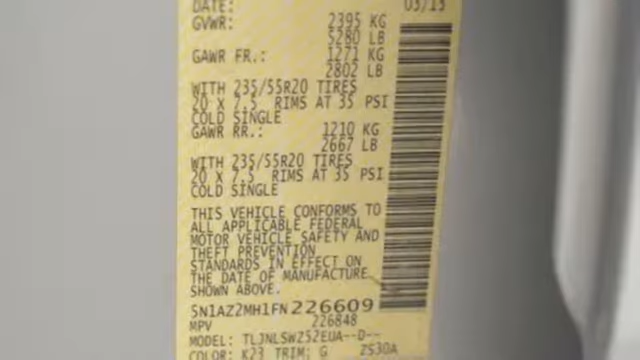 DATE: 03/15
GVWR: 2395 KG
5280 LB
GAWR FR.: 1271 KG
2802 LB
WITH 235/55R20 TIRES
20 X 7.5 RIMS AT 35 PSI
COLD SINGLE
GAWR RR.: 1210 KG
2667 LB
WITH 235/55R20 TIRES
20 X 7.5 RIMS AT 35 PSI
COLD SINGLE
THIS VEHICLE CONFORMS TO
ALL APPLICABLE FEDERAL
MOTOR VEHICLE SAFETY AND
THEFT PREVENTION
STANDARDS IN EFFECT ON
THE DATE OF MANUFACTURE
SHOWN ABOVE.
5N1AZ2MH1FN226609
MPV 226848
MODEL: TLJNLSWZ52EUA--D--
COLOR: K23 TRIM: G 2S30A